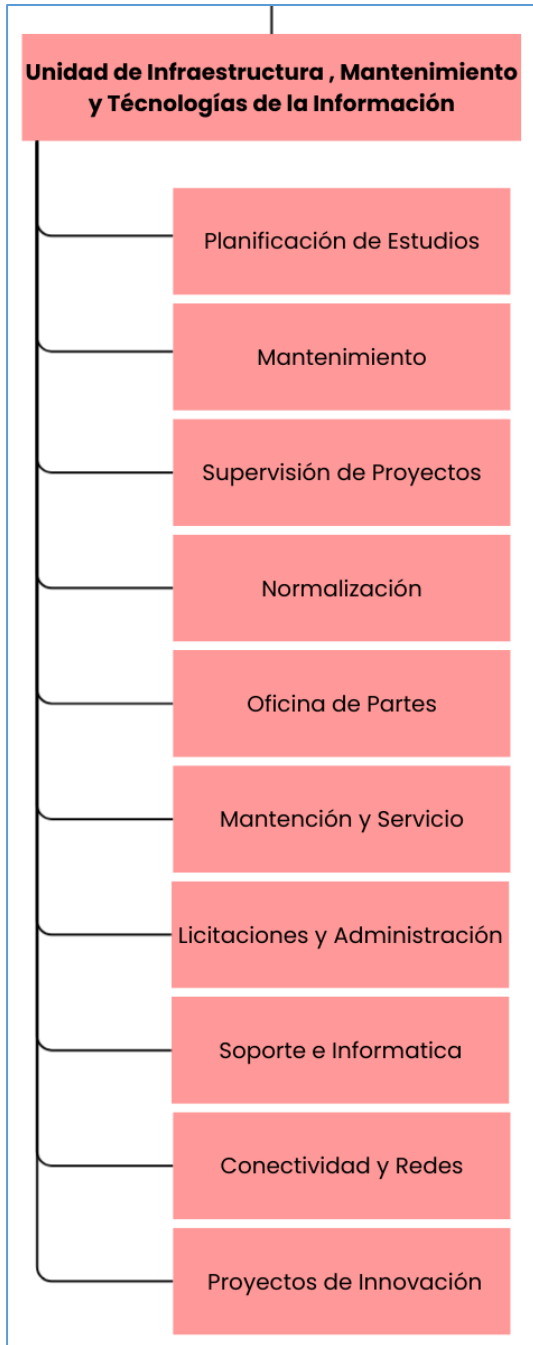 Unidad de Infraestructura , Mantenimiento
y Técnologías de la Información
Planificación de Estudios
Mantenimiento
Supervisión de Proyectos
Normalización
Oficina de Partes
Mantención y Servicio
Licitaciones y Administración
Soporte e Informatica
Conectividad y Redes
Proyectos de Innovación